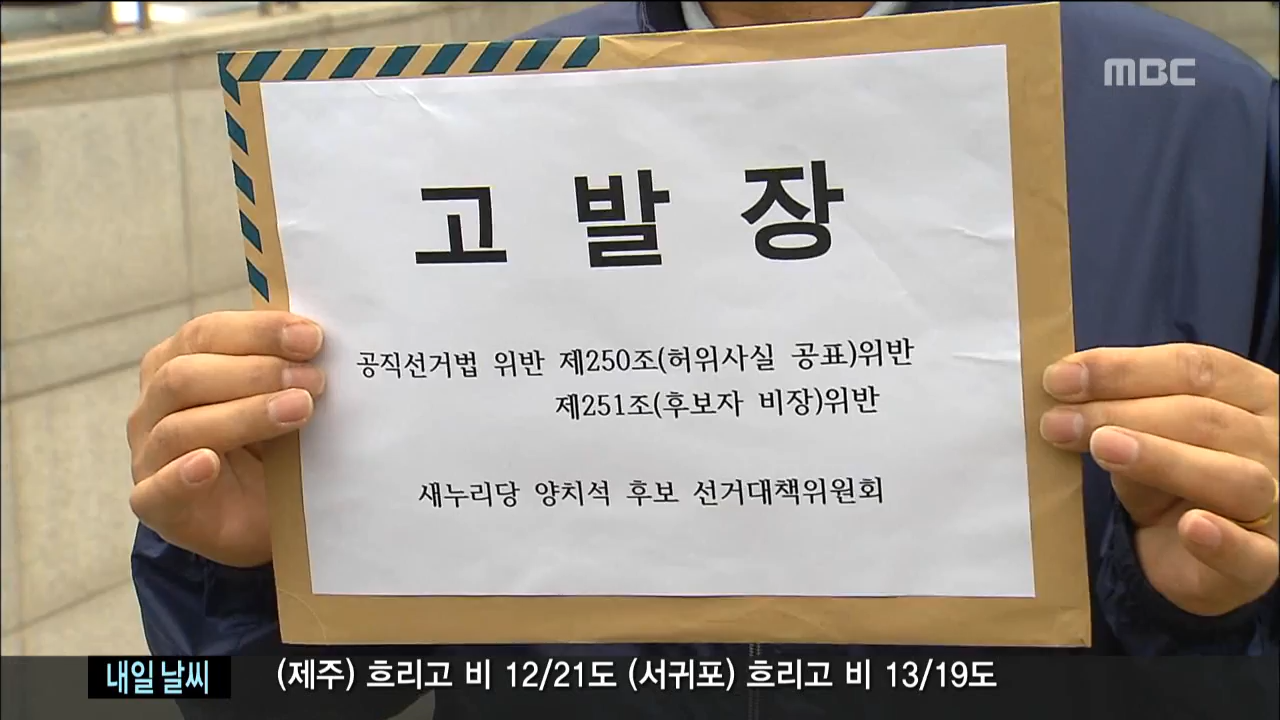 MBC
고 발 장
공직선거법 위반 제250조(허위사실 공표)위반
제251조(후보자 비장)위반
새누리당 양치석 후보 선거대책위원회
내일 날씨 (제주) 흐리고 비 12/21도 (서귀포) 흐리고 비 13/19도